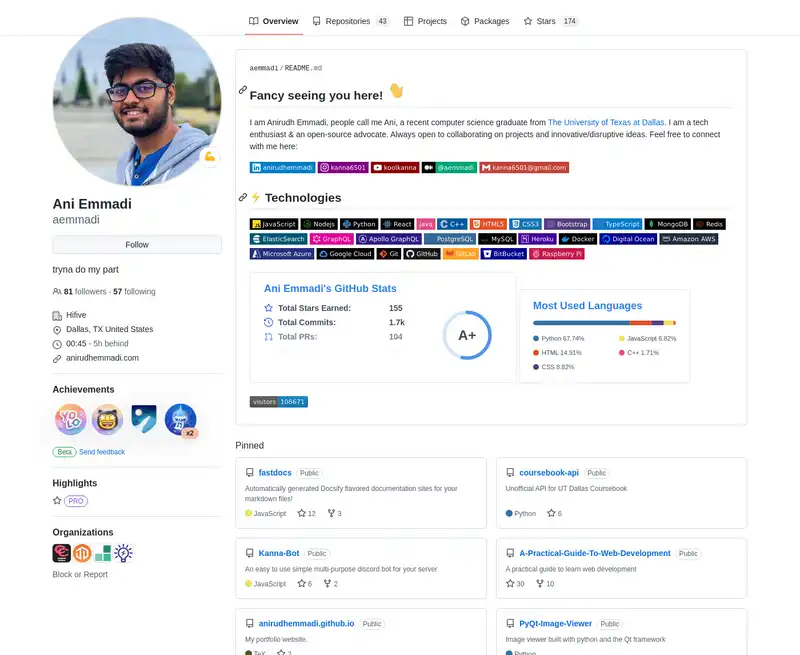 Overview Repositories 43 Projects Packages Stars 174
Ani Emmadi
aemmadi
Follow
tryna do my part
81 followers · 57 following
Hifive
Dallas, TX United States
00:45 - 5h behind
anirudhemmadi.com
Achievements
YOLO
x2
Beta Send feedback
Highlights
PRO
Organizations
Block or Report
aemmadi / README.md
Fancy seeing you here! 👋
I am Anirudh Emmadi, people call me Ani, a recent computer science graduate from The University of Texas at Dallas. I am a tech
enthusiast & an open-source advocate. Always open to collaborating on projects and innovative/disruptive ideas. Feel free to connect
with me here:
anirudhemmadi kanna6501 koolkanna @aemmadi kanna6501@gmail.com
⚡ Technologies
JavaScript Nodejs Python React java C++ HTML5 CSS3 Bootstrap TypeScript MongoDB Redis
ElasticSearch GraphQL Apollo GraphQL PostgreSQL MySQL Heroku Docker Digital Ocean Amazon AWS
Microsoft Azure Google Cloud Git GitHub GitLab BitBucket Raspberry Pi
Ani Emmadi's GitHub Stats
Total Stars Earned: 155
Total Commits: 1.7k
Total PRs: 104
A+
Most Used Languages
Python 67.74% JavaScript 6.82%
HTML 14.91% C++ 1.71%
CSS 8.82%
visitors 108671
Pinned
fastdocs Public
Automatically generated Docsify flavored documentation sites for your
markdown files!
JavaScript 12 3
coursebook-api Public
Unofficial API for UT Dallas Coursebook
Python 6
Kanna-Bot Public
An easy to use simple multi-purpose discord bot for your server
JavaScript 6 2
A-Practical-Guide-To-Web-Development Public
A practical guide to learn web development
30 10
anirudhemmadi.github.io Public
My portfolio website.
TeX 2
PyQt-Image-Viewer Public
Image viewer built with python and the Qt framework
Python